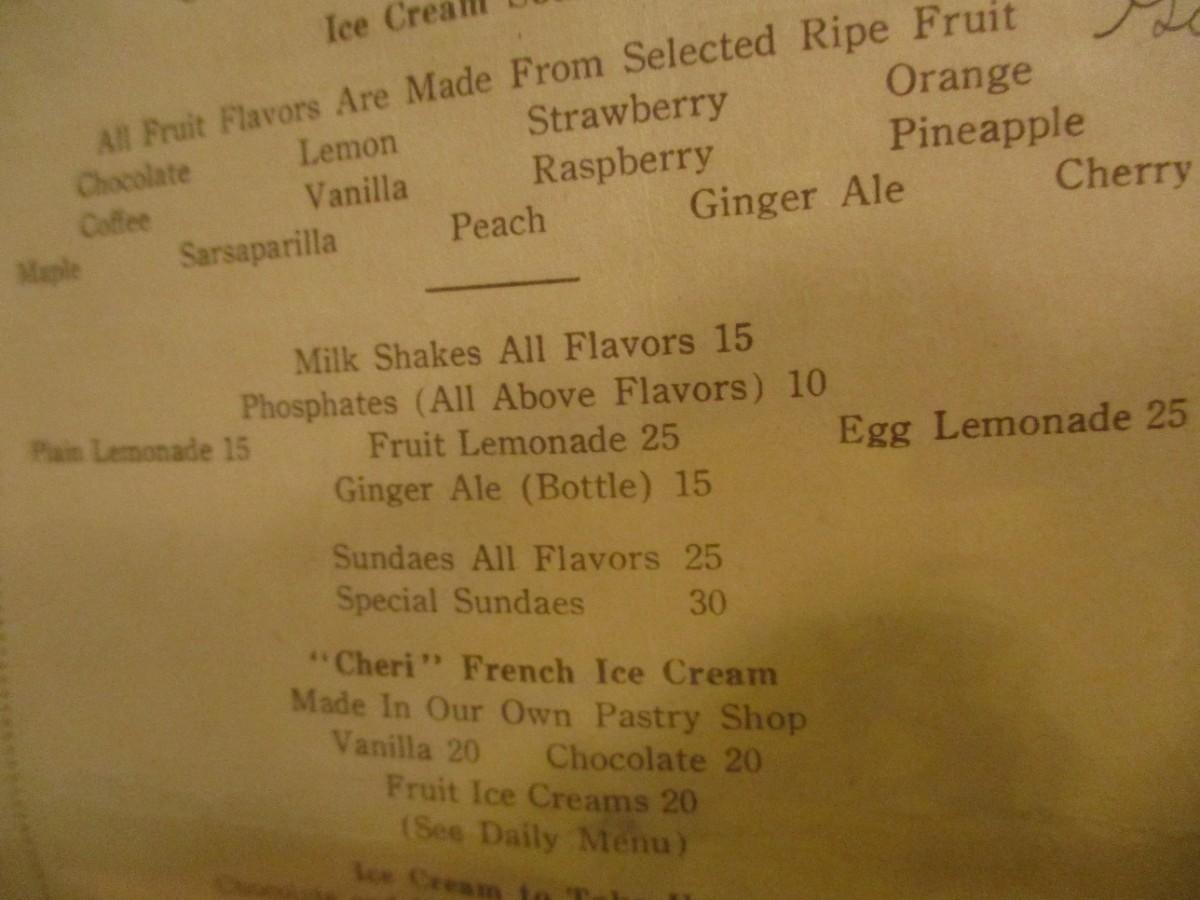 Ice Cream
All Fruit Flavors Are Made From Selected Ripe Fruit
Chocolate Lemon Strawberry Orange
Coffee Vanilla Raspberry Pineapple
Maple Sarsaparilla Peach Ginger Ale Cherry
Milk Shakes All Flavors 15
Phosphates (All Above Flavors) 10
Plain Lemonade 15 Fruit Lemonade 25 Egg Lemonade 25
Ginger Ale (Bottle) 15
Sundaes All Flavors 25
Special Sundaes 30
"Cheri" French Ice Cream
Made In Our Own Pastry Shop
Vanilla 20 Chocolate 20
Fruit Ice Creams 20
(See Daily Menu)
Ice Cream to
Chocolate